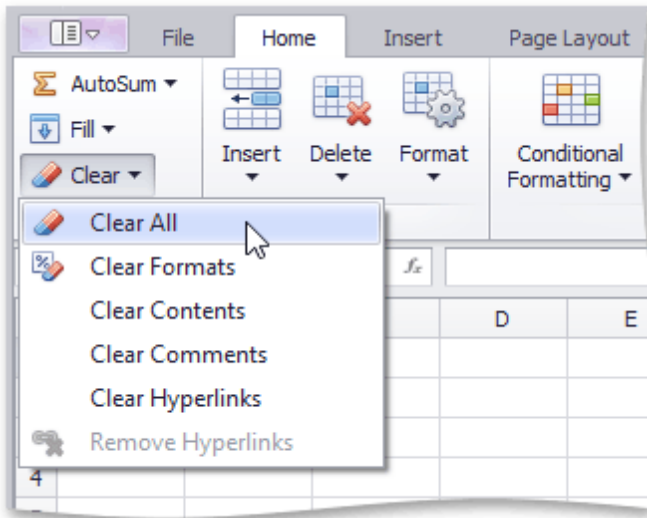 File Home Insert Page Layout
AutoSum
Fill
Clear
Insert Delete Format Conditional
Formatting
Clear All
Clear Formats
fx
Clear Contents
D E
Clear Comments
Clear Hyperlinks
Remove Hyperlinks
4